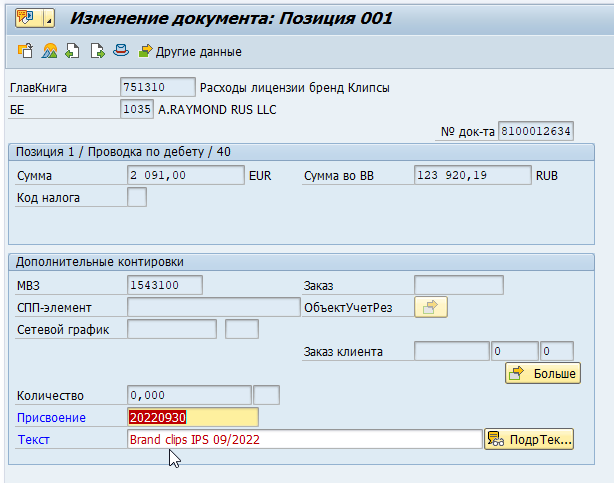 Изменение документа: Позиция 001
Другие данные
ГлавКнига 751310 Расходы лицензии бренд Клипсы
БЕ 1035 A.RAYMOND RUS LLC
№ док-та 8100012634
Позиция 1 / Проводка по дебету / 40
Сумма 2 091,00 EUR Сумма во ВВ 123 920,19 RUB
Код налога
Дополнительные контировки
МВЗ 1543100 Заказ
СПП-элемент ОбъектУчетРез
Сетевой график
Заказ клиента 0 0
Больше
Количество 0,000
Присвоение 20220930
Текст Brand clips IPS 09/2022 ПодрТек...